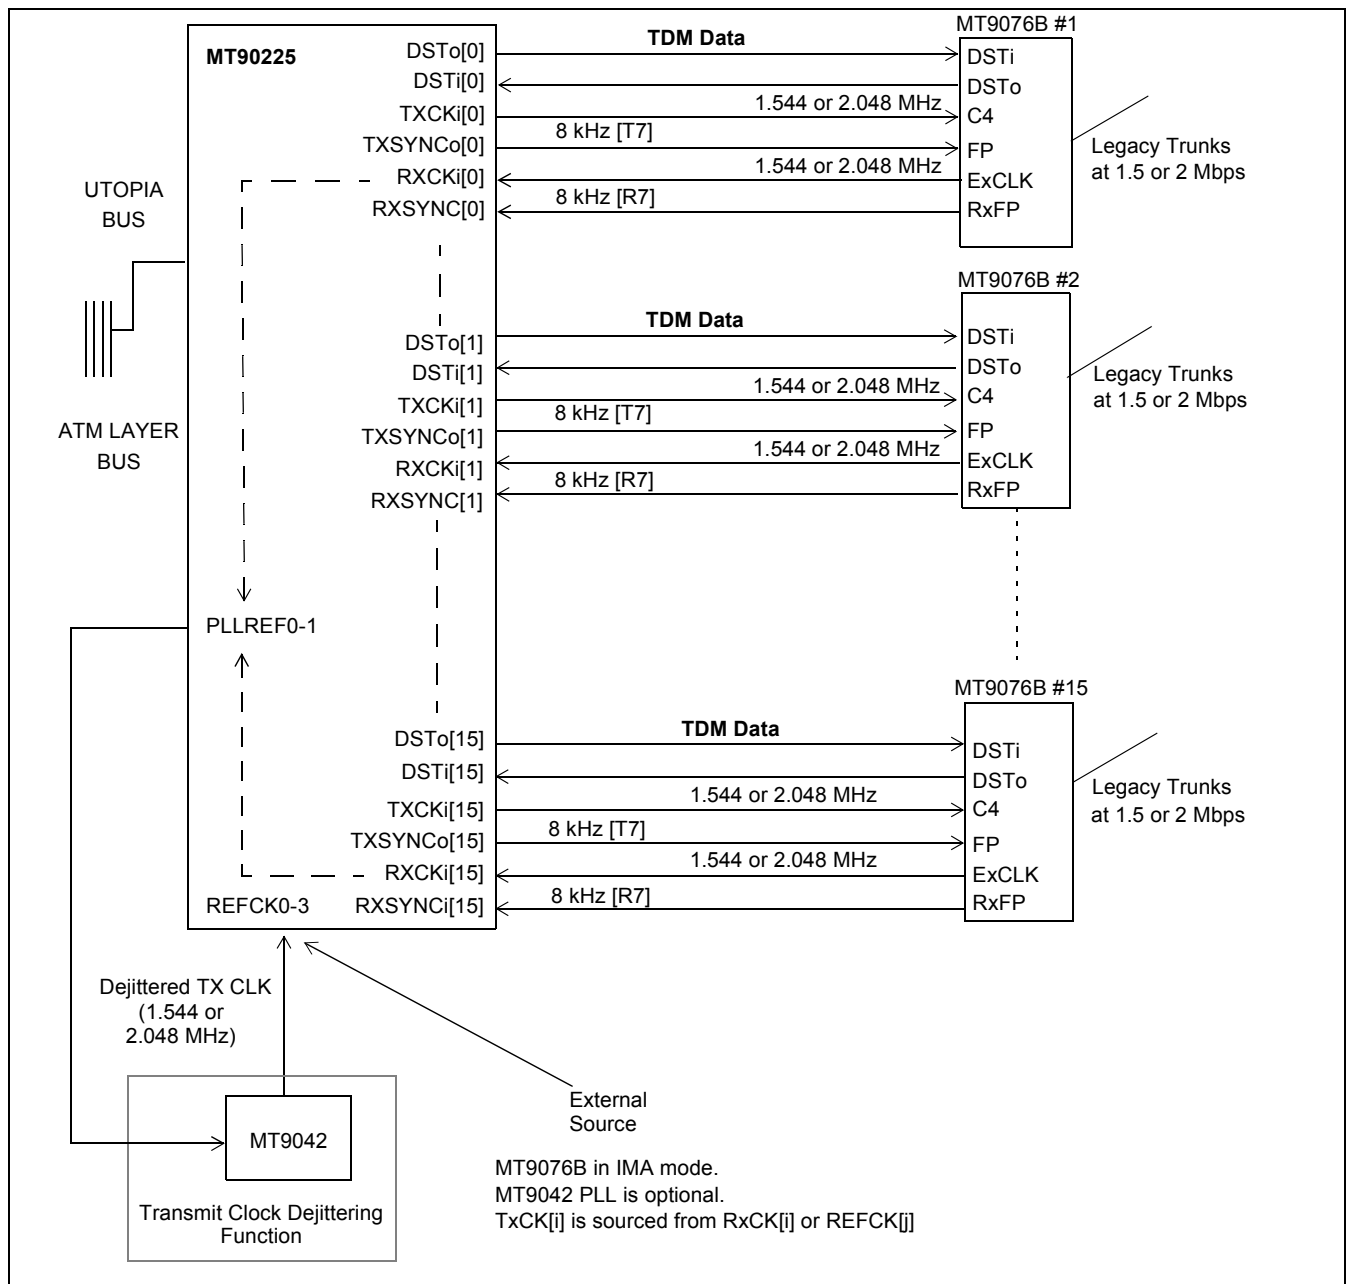 MT90225
DSTo[0]
DSTi[0]
TXCKi[0]
TXSYNCo[0]
RXCKi[0]
RXSYNC[0]
TDM Data
1.544 or 2.048 MHz
8 kHz [T7]
1.544 or 2.048 MHz
8 kHz [R7]
MT9076B #1
DSTi
DSTo
C4
FP
ExCLK
RxFP
Legacy Trunks
at 1.5 or 2 Mbps
UTOPIA
BUS
ATM LAYER
BUS
DSTo[1]
DSTi[1]
TXCKi[1]
TXSYNCo[1]
RXCKi[1]
RXSYNC[1]
TDM Data
1.544 or 2.048 MHz
8 kHz [T7]
1.544 or 2.048 MHz
8 kHz [R7]
MT9076B #2
DSTi
DSTo
C4
FP
ExCLK
RxFP
Legacy Trunks
at 1.5 or 2 Mbps
PLLREF0-1
DSTo[15]
DSTi[15]
TXCKi[15]
TXSYNCo[15]
RXCKi[15]
RXSYNCi[15]
REFCK0-3
TDM Data
1.544 or 2.048 MHz
8 kHz [T7]
1.544 or 2.048 MHz
8 kHz [R7]
MT9076B #15
DSTi
DSTo
C4
FP
ExCLK
RxFP
Legacy Trunks
at 1.5 or 2 Mbps
Dejittered TX CLK
(1.544 or
2.048 MHz)
MT9042
Transmit Clock Dejittering
Function
External
Source
MT9076B in IMA mode.
MT9042 PLL is optional.
TxCK[i] is sourced from RxCK[i] or REFCK[j]